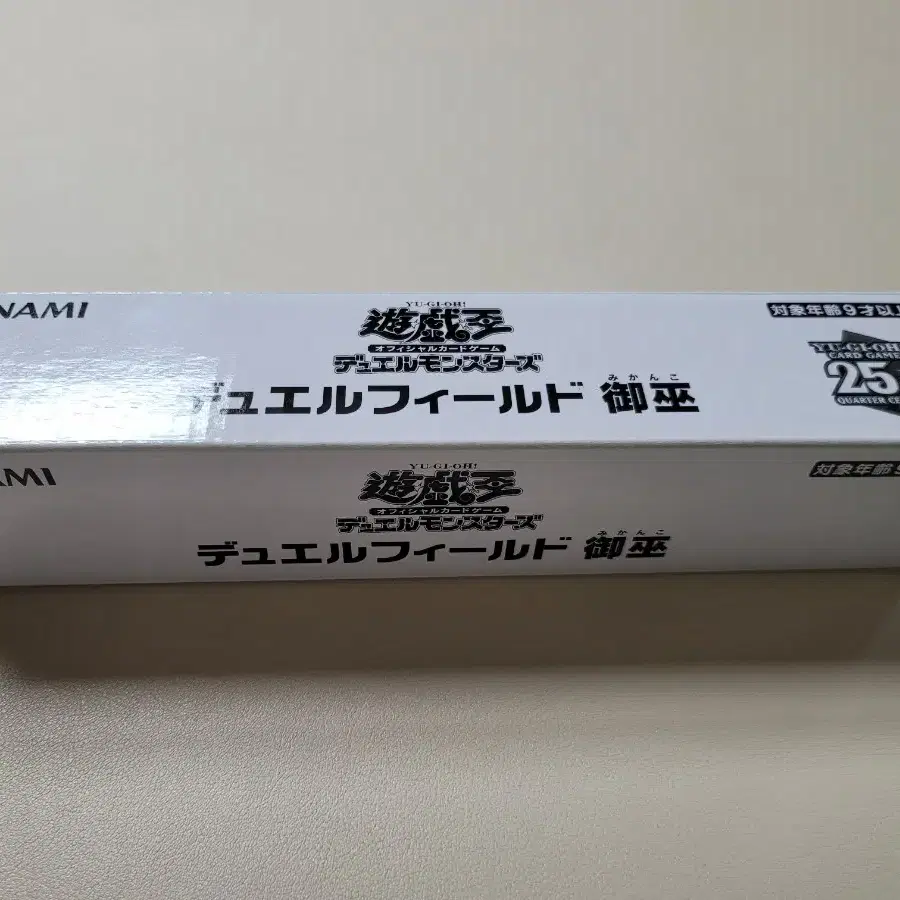 NAMI
YU-GI-OH!
遊戯王
オフィシャルカードゲーム
デュエルモンスターズ
対象年齢9才以
みかんこ
デュエルフィールド 御巫
YU-GI-OH
CARD GAME
25
QUARTER CE
AMI
YU-GI-OH!
遊戯王
オフィシャルカードゲーム
デュエルモンスターズ
対象年齢9
みかんこ
デュエルフィールド 御巫